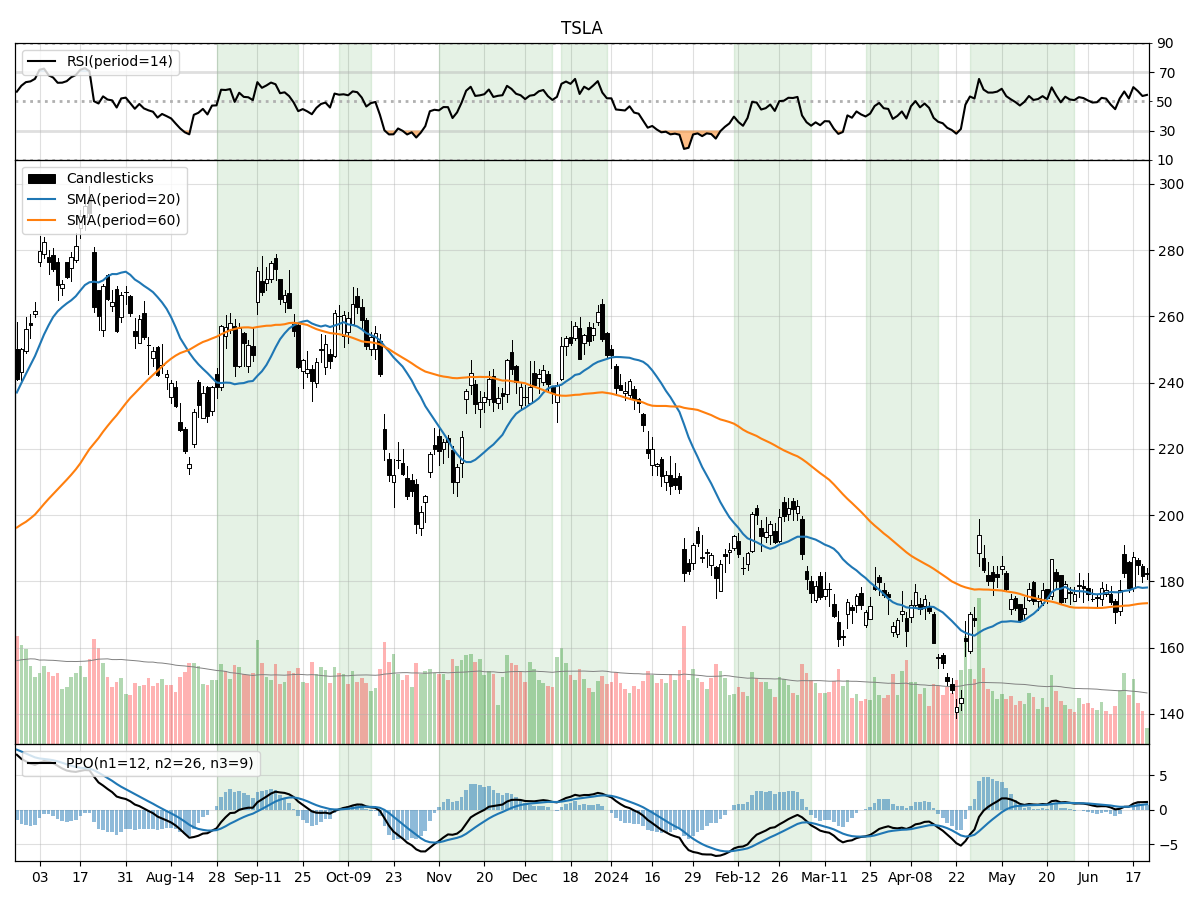 TSLA
RSI(period=14)
90
70
50
30
10
Candlesticks
SMA(period=20)
SMA(period=60)
300
280
260
240
220
200
180
160
140
PPO(n1=12, n2=26, n3=9)
5
0
−5
03 17 31 Aug-14 28 Sep-11 25 Oct-09 23 Nov 20 Dec 18 2024 16 29 Feb-12 26 Mar-11 25 Apr-08 22 May 20 Jun 17